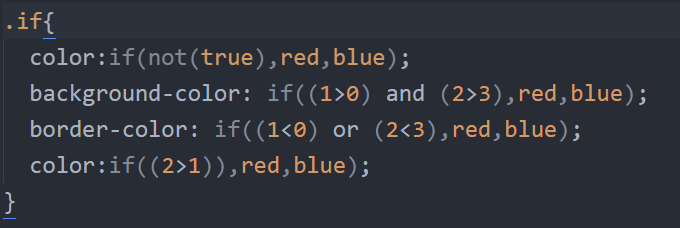 .if{
color:if(not(true),red,blue);
background-color: if((1>0) and (2>3),red,blue);
border-color: if((1<0) or (2<3),red,blue);
color:if((2>1)),red,blue);
}